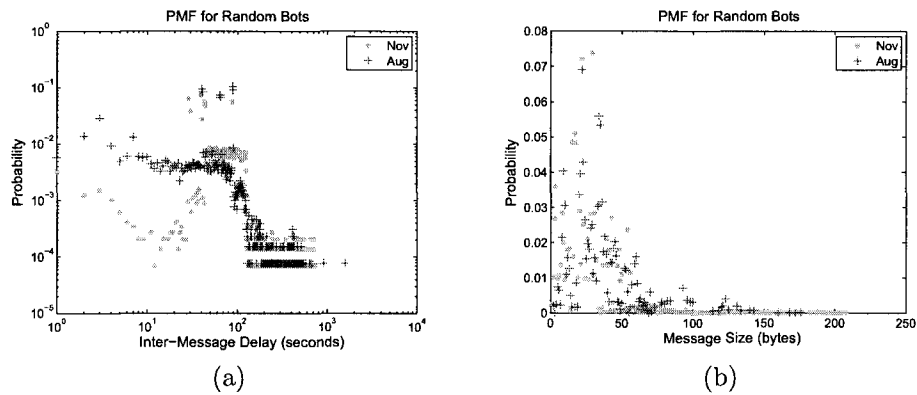 PMF for Random Bots
10^0
10^-1
10^-2
10^-3
10^-4
10^-5
Probability
Nov
Aug
10^0 10^1 10^2 10^3 10^4
Inter-Message Delay (seconds)
(a)
PMF for Random Bots
0.08
0.07
0.06
0.05
0.04
0.03
0.02
0.01
0
Probability
Nov
Aug
0 50 100 150 200 250
Message Size (bytes)
(b)